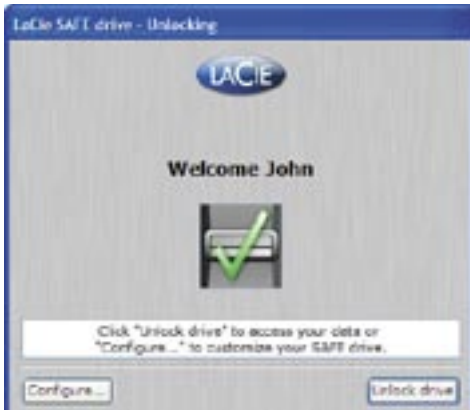 LaCie SAFE drive - Unlocking
LACIE
Welcome John
Click "Unlock drive" to access your data or
"Configure..." to customize your SAFE drive.
Configure...
Unlock drive